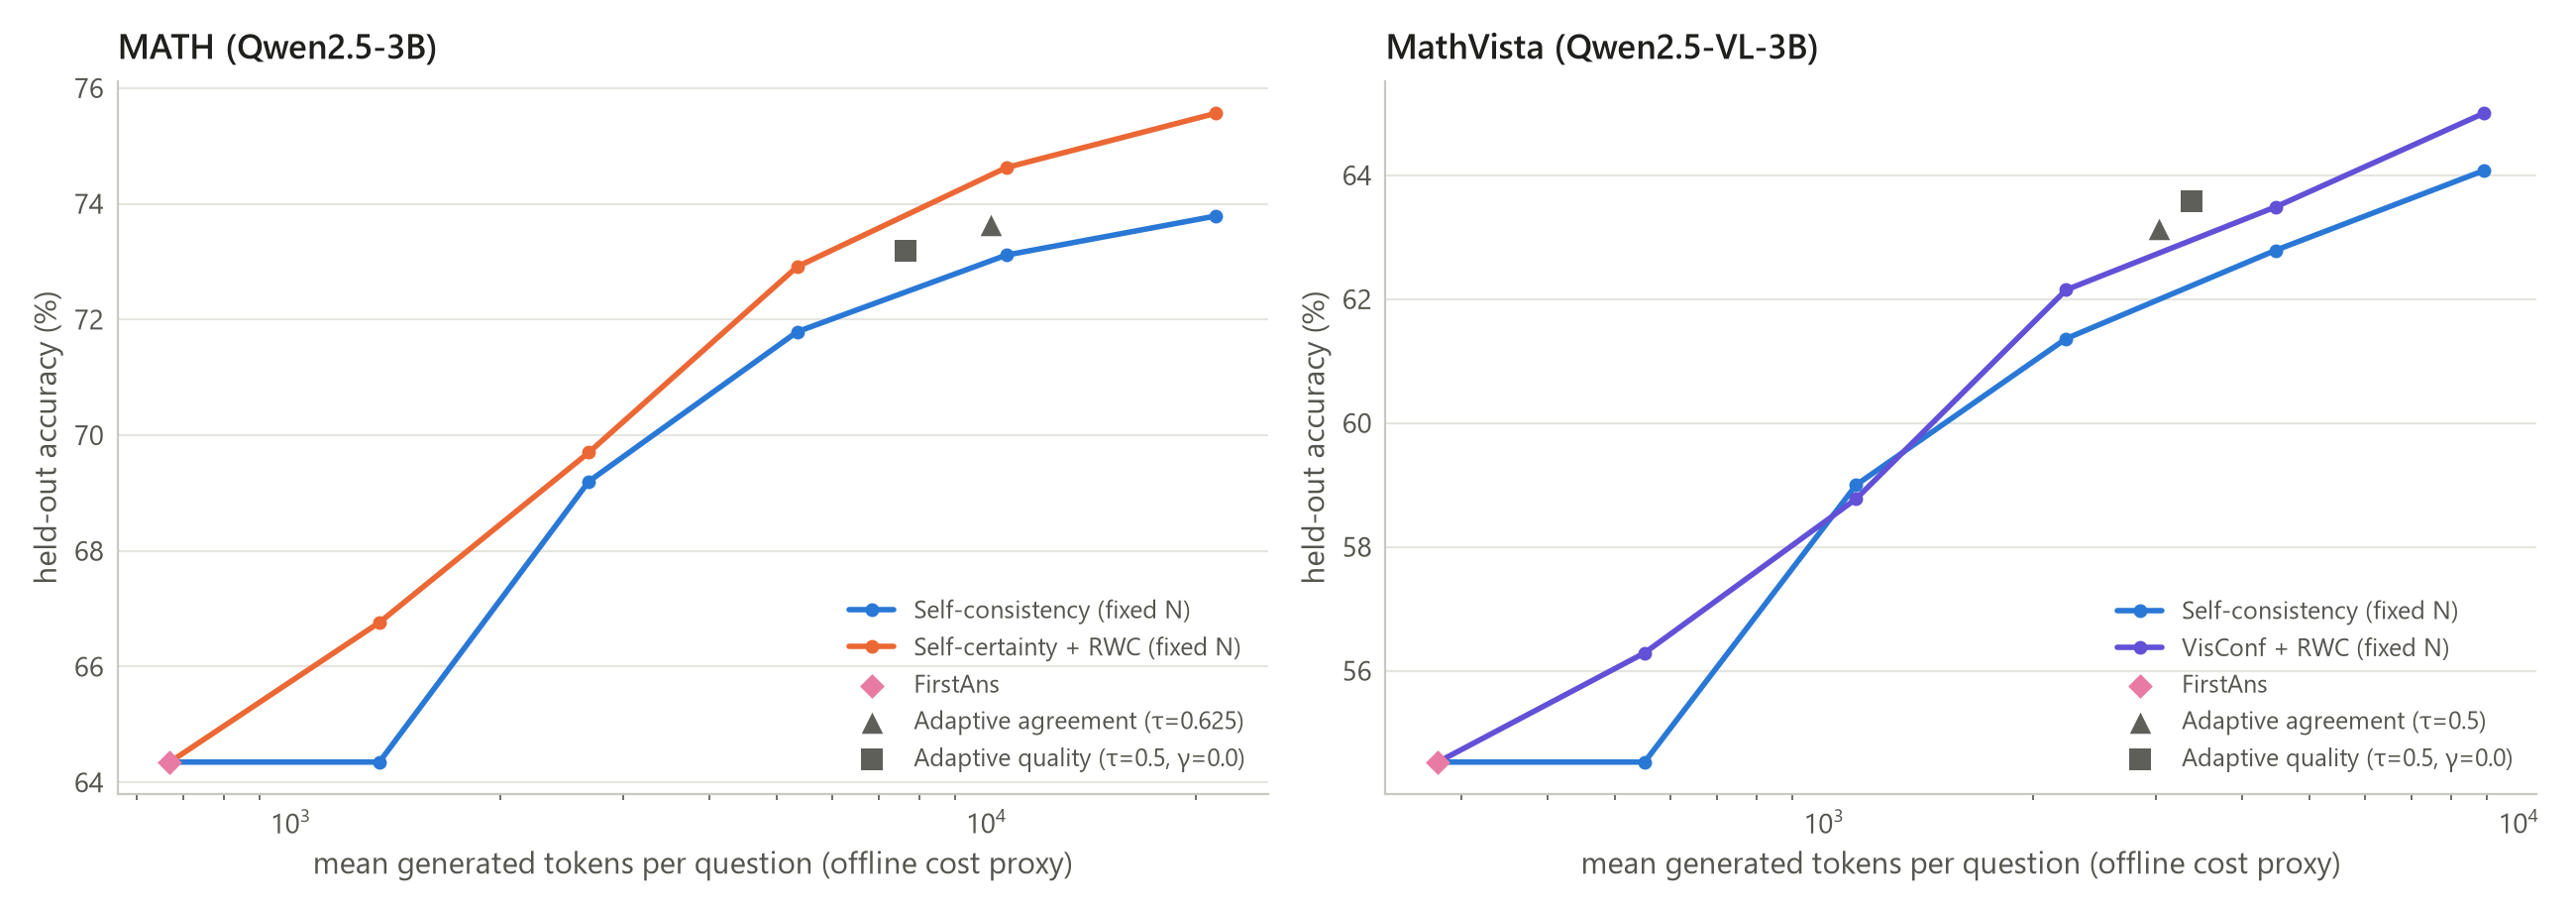 MATH (Qwen2.5-3B)
76
74
72
70
68
66
64
held-out accuracy (%)
Self-consistency (fixed N)
Self-certainty + RWC (fixed N)
FirstAns
Adaptive agreement (τ=0.625)
Adaptive quality (τ=0.5, γ=0.0)
10³
10⁴
mean generated tokens per question (offline cost proxy)
MathVista (Qwen2.5-VL-3B)
64
62
60
58
56
held-out accuracy (%)
Self-consistency (fixed N)
VisConf + RWC (fixed N)
FirstAns
Adaptive agreement (τ=0.5)
Adaptive quality (τ=0.5, γ=0.0)
10³
10⁴
mean generated tokens per question (offline cost proxy)